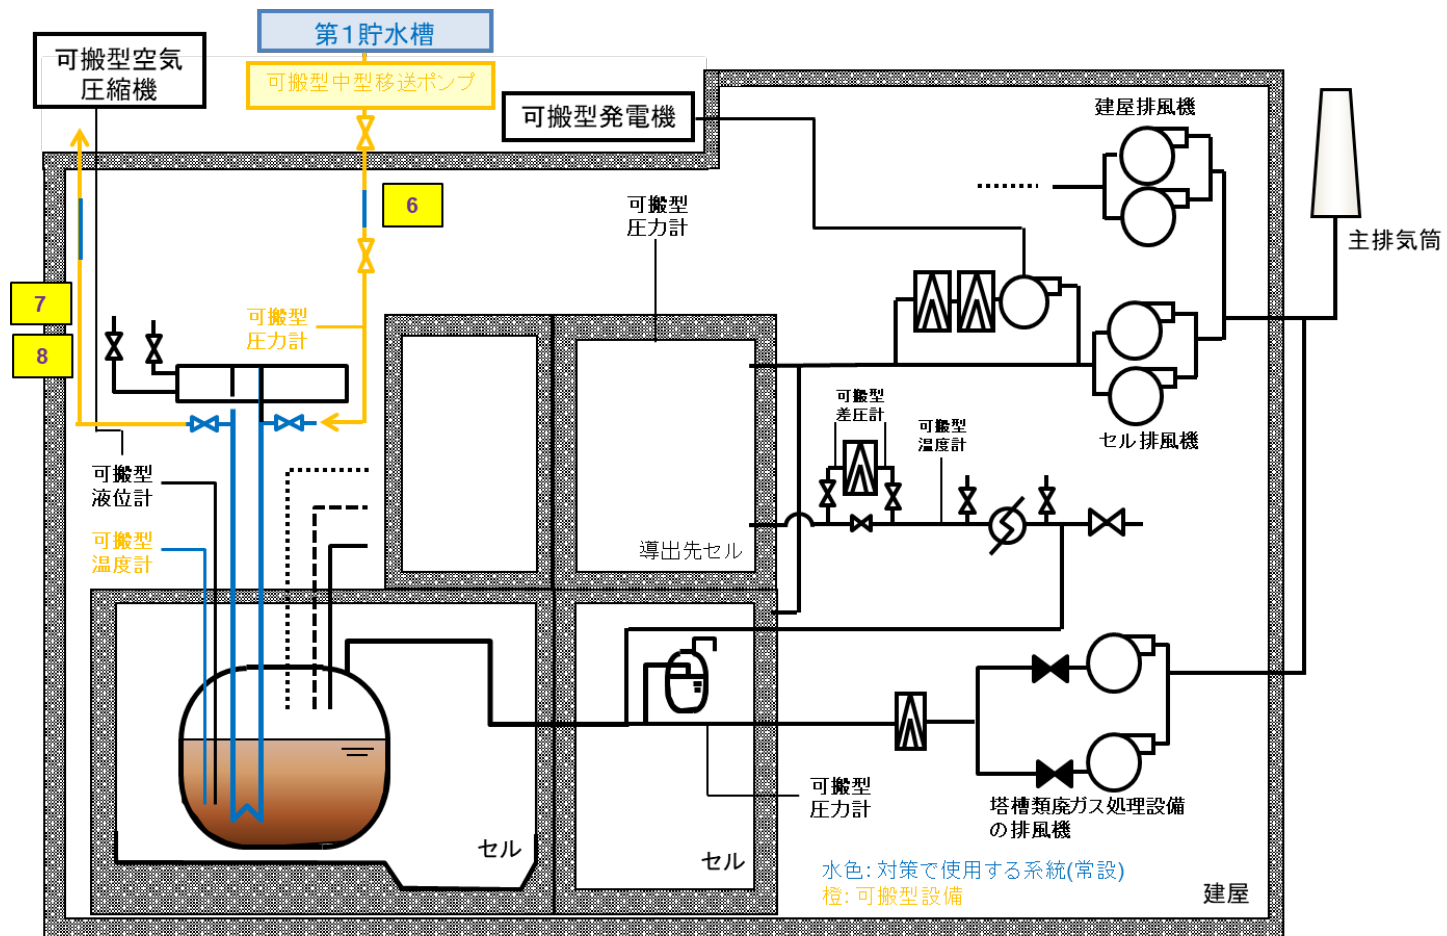 第1貯水槽
可搬型空気
圧縮機
可搬型中型移送ポンプ
可搬型発電機
建屋排風機
6
可搬型
圧力計
主排気筒
7
可搬型
圧力計
8
可搬型
差圧計
可搬型
温度計
セル排風機
可搬型
液位計
可搬型
温度計
導出先セル
可搬型
圧力計
塔槽類廃ガス処理設備
の排風機
セル
セル
水色：対策で使用する系統(常設)
橙：可搬型設備
建屋